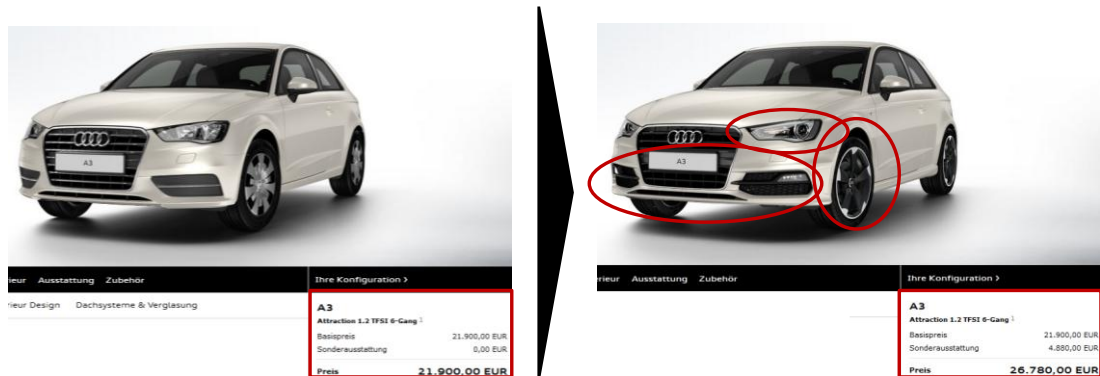 A3
rieur Ausstattung Zubehör
Ihre Konfiguration >
rieur Design Dachsysteme & Verglasung
A3
Attraction 1.2 TFSI 6-Gang 1
Basispreis 21.900,00 EUR
Sonderausstattung 0,00 EUR
Preis 21.900,00 EUR
A3
rieur Ausstattung Zubehör
Ihre Konfiguration >
A3
Attraction 1.2 TFSI 6-Gang 1
Basispreis 21.900,00 EUR
Sonderausstattung 4.880,00 EUR
Preis 26.780,00 EUR